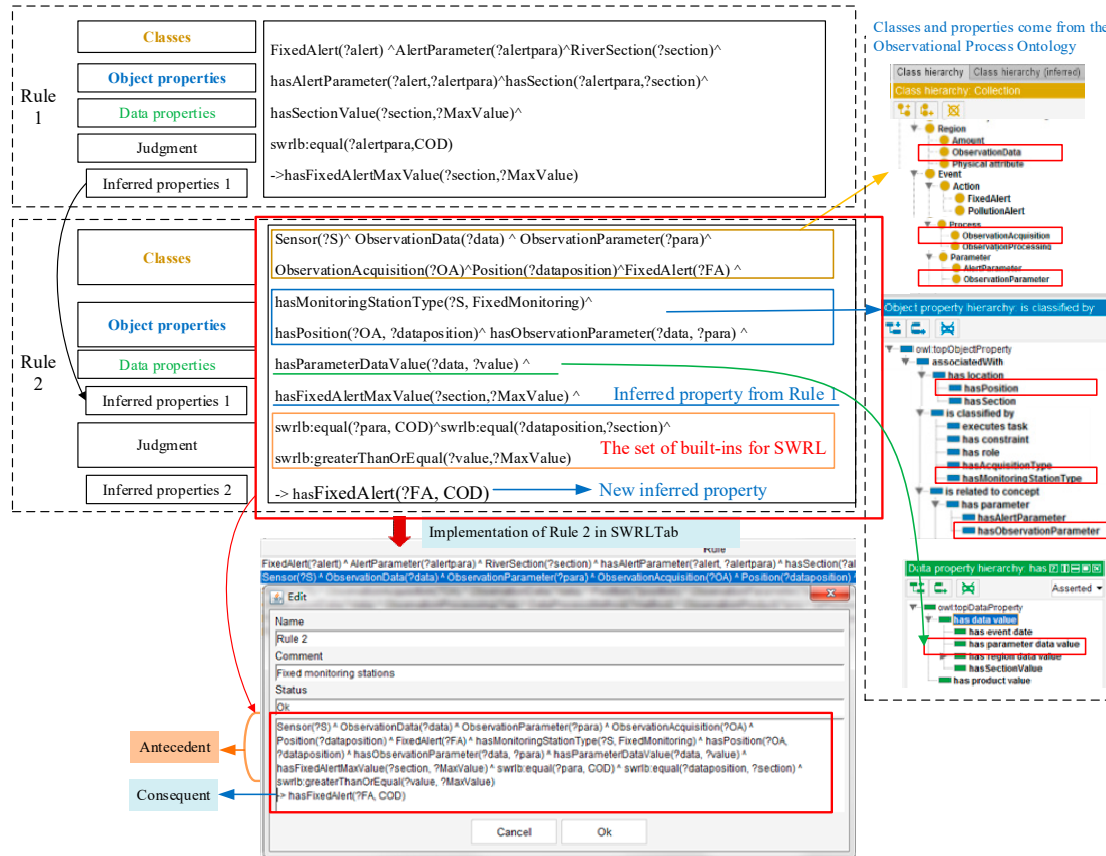 Rule
1
Classes
Object properties
Data properties
Judgment
Inferred properties 1
FixedAlert(?alert) ^AlertParameter(?alertpara)^RiverSection(?section)^
hasAlertParameter(?alert,?alertpara)^hasSection(?alertpara,?section)^
hasSectionValue(?section,?MaxValue)^
swrlb:equal(?alertpara,COD)
->hasFixedAlertMaxValue(?section,?MaxValue)
Rule
2
Classes
Object properties
Data properties
Inferred properties 1
Judgment
Inferred properties 2
Sensor(?S)^ ObservationData(?data) ^ ObservationParameter(?para)^
ObservationAcquisition(?OA)^Position(?dataposition)^FixedAlert(?FA) ^
hasMonitoringStationType(?S, FixedMonitoring)^
hasPosition(?OA, ?dataposition)^ hasObservationParameter(?data, ?para) ^
hasParameterDataValue(?data, ?value) ^
hasFixedAlertMaxValue(?section,?MaxValue) ^ Inferred property from Rule 1
swrlb:equal(?para, COD)^swrlb:equal(?dataposition,?section)^
The set of built-ins for SWRL
swrlb:greaterThanOrEqual(?value,?MaxValue)
-> hasFixedAlert(?FA, COD) New inferred property
Implementation of Rule 2 in SWRLTab
Rule
FixedAlert(?alert) ^ AlertParameter(?alertpara) ^ RiverSection(?section) ^ hasAlertParameter(?alert, ?alertpara) ^ hasSection(?al
Sensor(?S) ^ ObservationData(?data) ^ ObservationParameter(?para) ^ ObservationAcquisition(?OA) ^ Position(?dataposition)
Edit
Name
Rule 2
Comment
Fixed monitoring stations
Status
Ok
Sensor(?S) ^ ObservationData(?data) ^ ObservationParameter(?para) ^ ObservationAcquisition(?OA) ^
Position(?dataposition) ^ FixedAlert(?FA) ^ hasMonitoringStationType(?S, FixedMonitoring) ^ hasPosition(?OA,
?dataposition) ^ hasObservationParameter(?data, ?para) ^ hasParameterDataValue(?data, ?value) ^
hasFixedAlertMaxValue(?section, ?MaxValue) ^ swrlb:equal(?para, COD) ^ swrlb:equal(?dataposition, ?section) ^
swrlb:greaterThanOrEqual(?value, ?MaxValue)
-> hasFixedAlert(?FA, COD)
Cancel
Ok
Antecedent
Consequent
Classes and properties come from the
Observational Process Ontology
Class hierarchy Class hierarchy (inferred)
Class hierarchy: Collection
Region
Amount
ObservationData
Physical attribute
Event
Action
FixedAlert
PollutionAlert
Process
ObservationAcquisition
ObservationProcessing
Parameter
AlertParameter
ObservationParameter
Object property hierarchy: is classified by
owl:topObjectProperty
associatedWith
has location
hasPosition
hasSection
is classified by
executes task
has constraint
has role
hasAcquisitionType
hasMonitoringStationType
is related to concept
has parameter
hasAlertParameter
hasObservationParameter
Data property hierarchy: has
Asserted
owl:topDataProperty
has data value
has event date
has parameter data value
has region data value
hasSectionValue
has product value